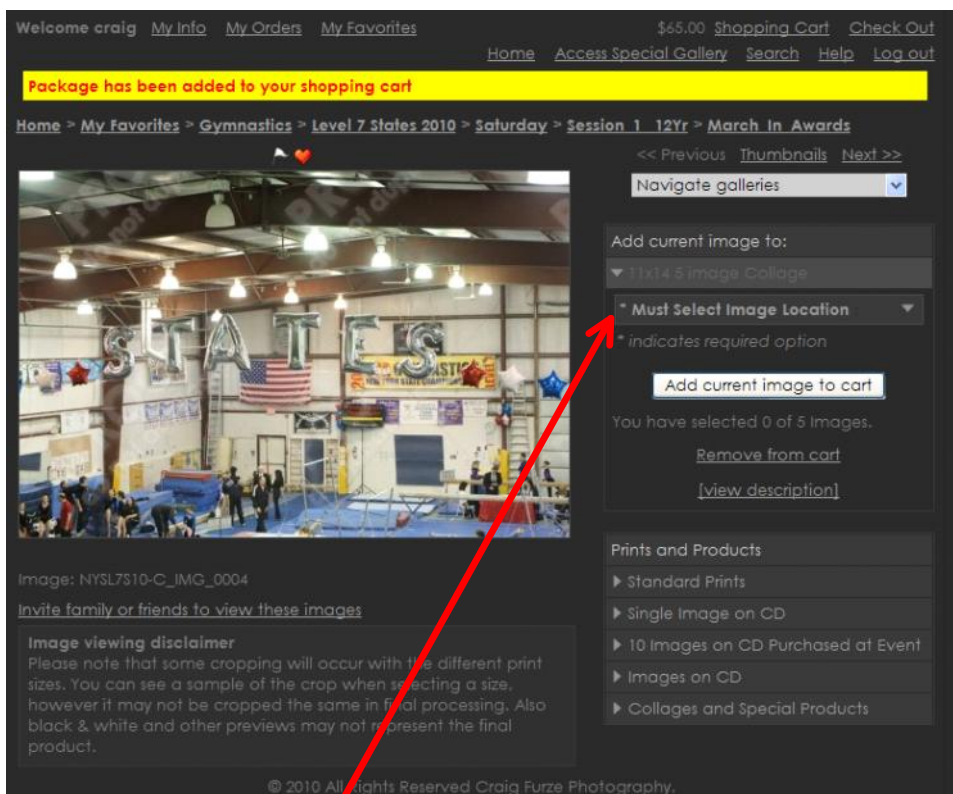 Welcome craig My Info My Orders My Favorites $65.00 Shopping Cart Check Out
Home Access Special Gallery Search Help Log out
Package has been added to your shopping cart
Home > My Favorites > Gymnastics > Level 7 States 2010 > Saturday > Session 1 12Yr > March In Awards
<< Previous Thumbnails Next >>
Navigate galleries
STATES
Add current image to:
11x14 5 image Collage
* Must Select Image Location
* indicates required option
Add current image to cart
You have selected 0 of 5 Images.
Remove from cart
[view description]
Image: NYSL7S10-C_IMG_0004
Invite family or friends to view these images
Image viewing disclaimer
Please note that some cropping will occur with the different print
sizes. You can see a sample of the crop when selecting a size,
however it may not be cropped the same in final processing. Also
black & white and other previews may not represent the final
product.
Prints and Products
Standard Prints
Single Image on CD
10 Images on CD Purchased at Event
Images on CD
Collages and Special Products
© 2010 All Rights Reserved Craig Furze Photography.